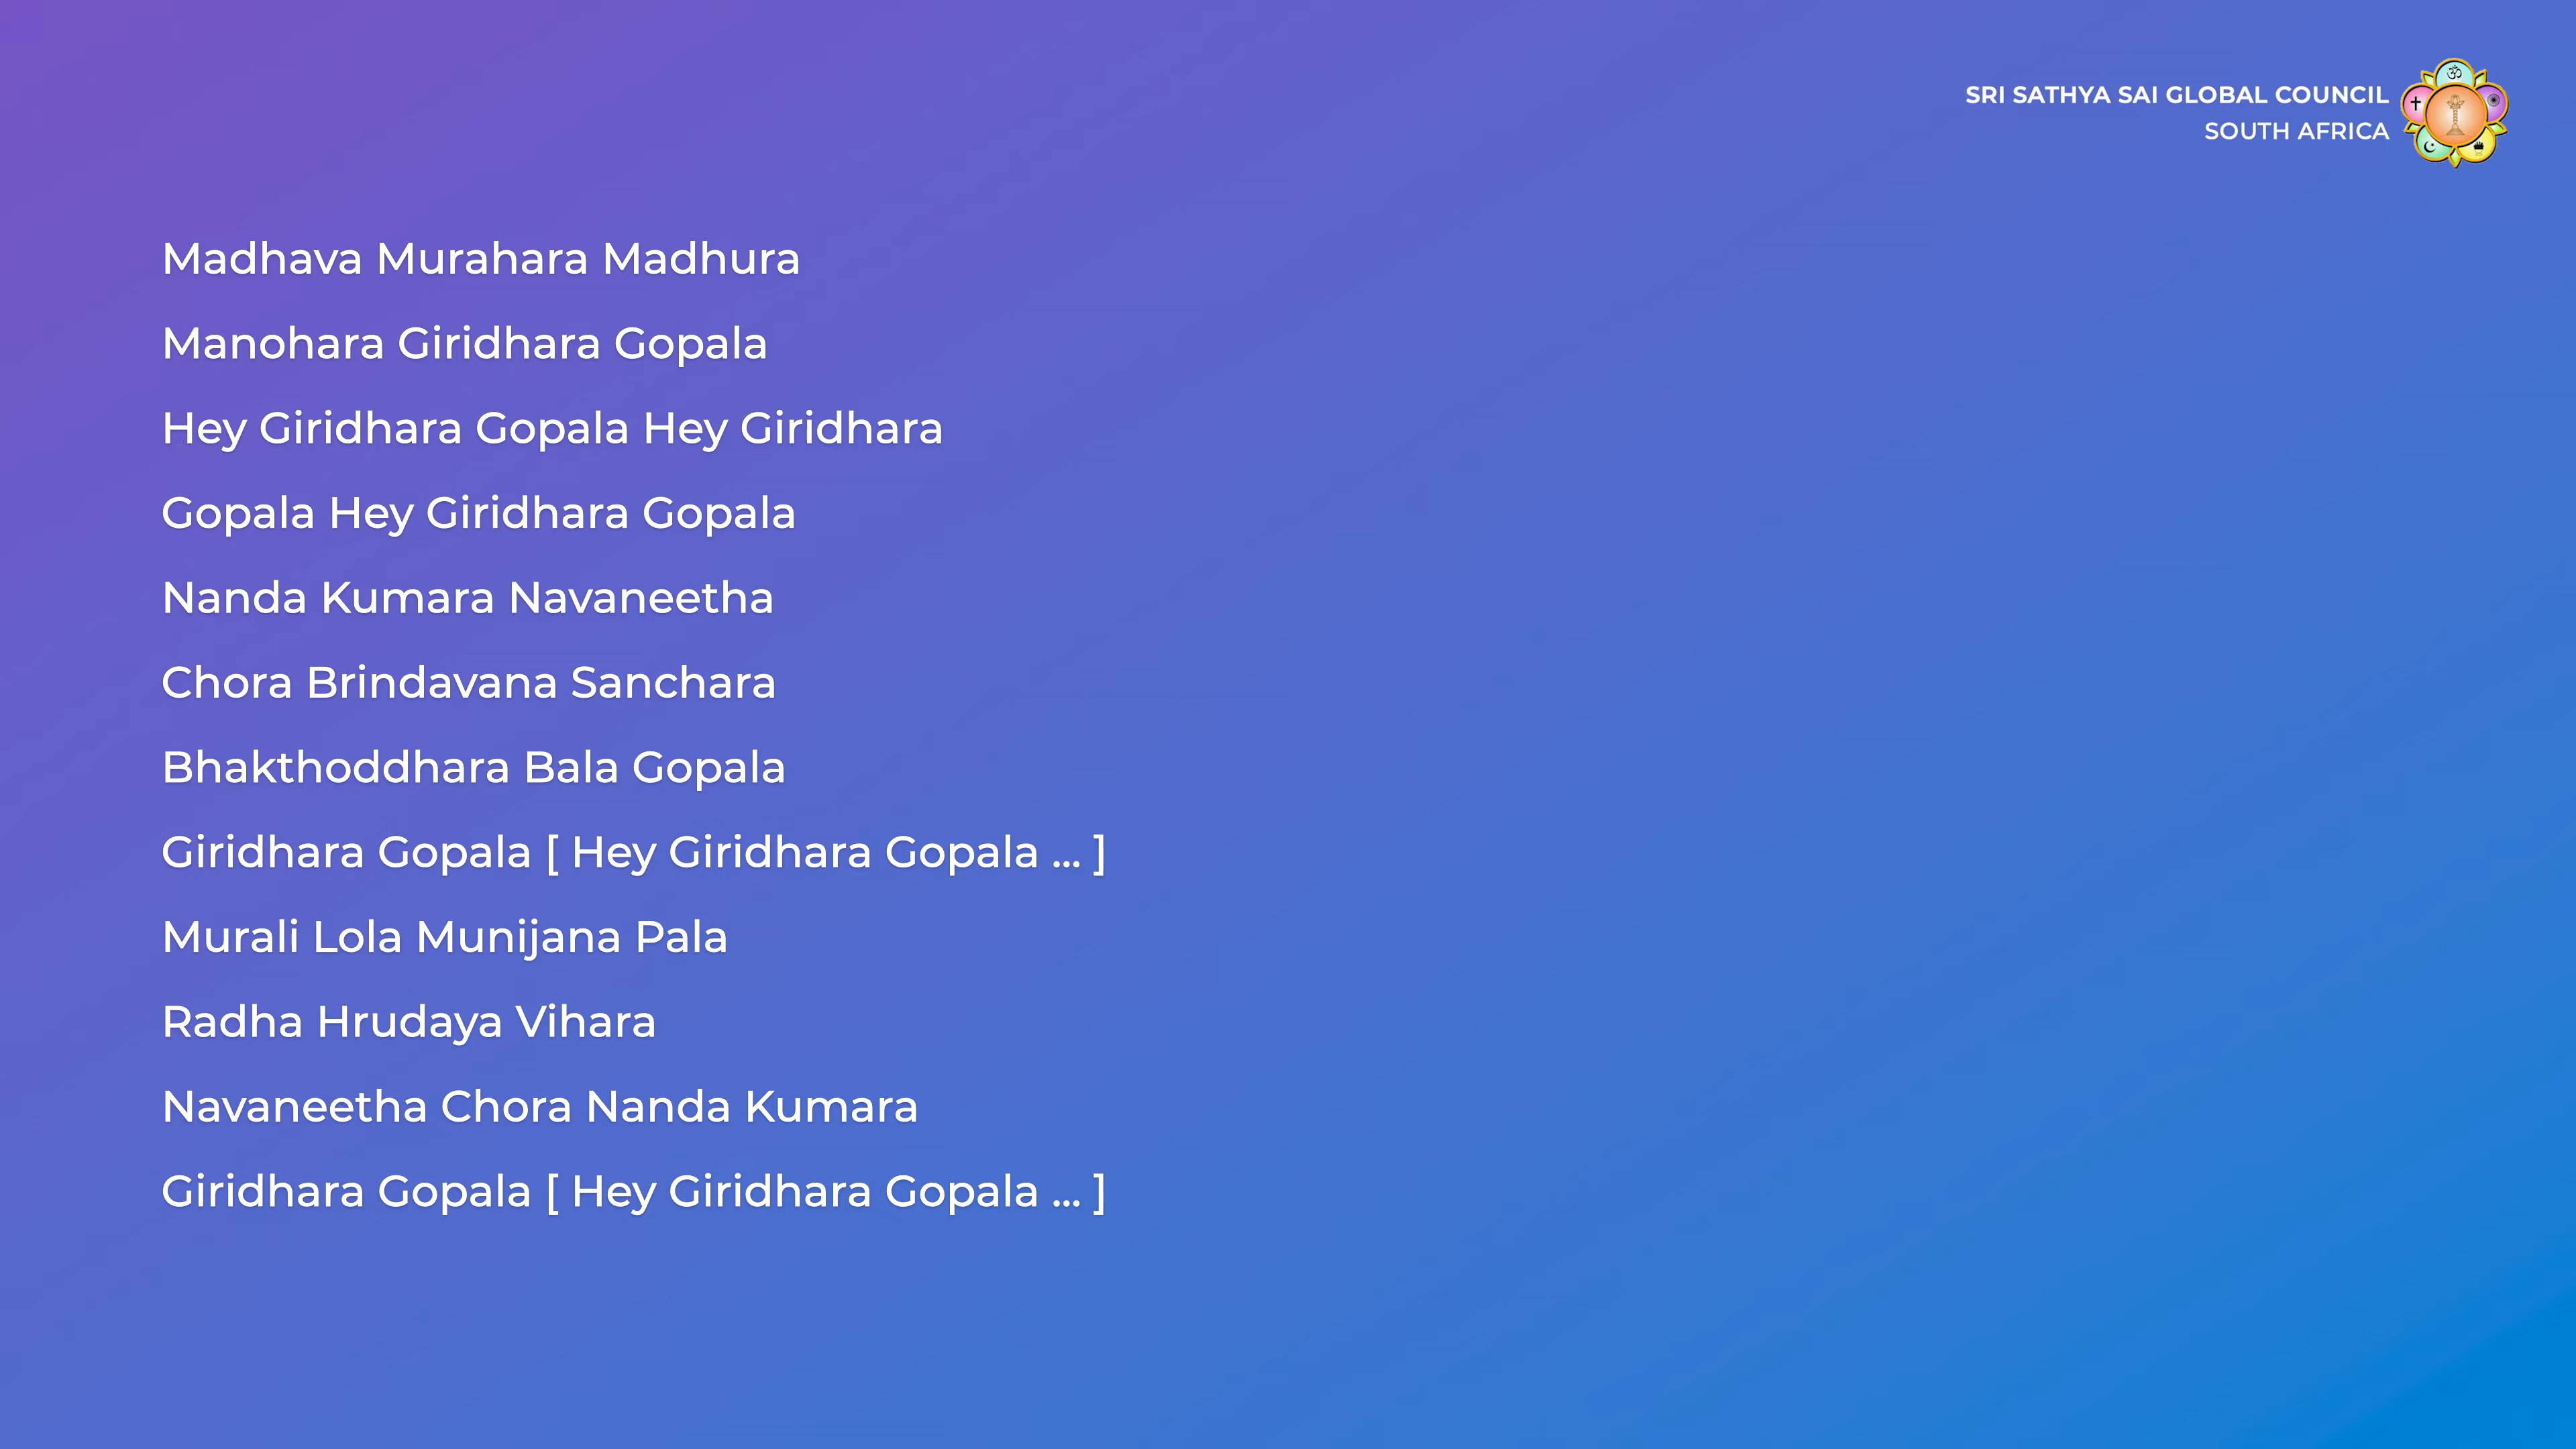 SRI SATHYA SAI GLOBAL COUNCIL
SOUTH AFRICA
Madhava Murahara Madhura
Manohara Giridhara Gopala
Hey Giridhara Gopala Hey Giridhara
Gopala Hey Giridhara Gopala
Nanda Kumara Navaneetha
Chora Brindavana Sanchara
Bhakthoddhara Bala Gopala
Giridhara Gopala [ Hey Giridhara Gopala ... ]
Murali Lola Munijana Pala
Radha Hrudaya Vihara
Navaneetha Chora Nanda Kumara
Giridhara Gopala [ Hey Giridhara Gopala ... ]